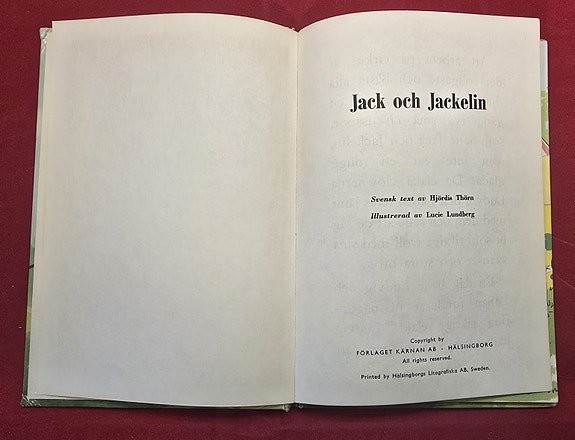 Jack och Jackelin
Svensk text av Hjördis Thörn
Illustrerad av Lucie Lundberg
Copyright by
FÖRLAGET KÄRNAN AB - HÄLSINGBORG
All rights reserved.
Printed by Hälsingborgs Litografiska AB, Sweden.